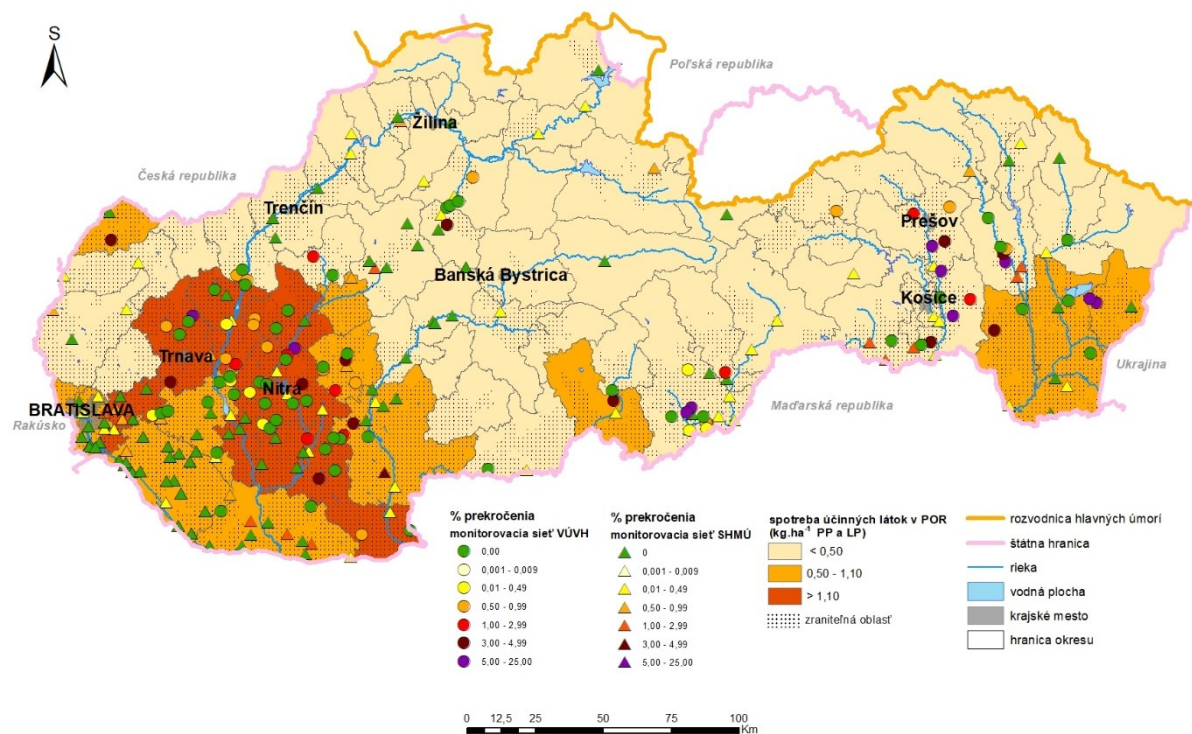 S
Poľská republika
Žilina
Česká republika
Trenčín
Prešov
Banská Bystrica
Košice
Trnava
Nitra
Ukrajina
BRATISLAVA
Rakúsko
Maďarská republika
% prekročenia
monitorovacia sieť VÚVH
0,00
0,001 - 0,009
0,01 - 0,49
0,50 - 0,99
1,00 - 2,99
3,00 - 4,99
5,00 - 25,00
% prekročenia
monitorovacia sieť SHMÚ
0
0,001 - 0,009
0,01 - 0,49
0,50 - 0,99
1,00 - 2,99
3,00 - 4,99
5,00 - 25,00
spotreba účinných látok v POR
(kg.ha⁻¹ PP a LP)
< 0,50
0,50 - 1,10
> 1,10
zraniteľná oblasť
rozvodnica hlavných úmorí
štátna hranica
rieka
vodná plocha
krajské mesto
hranica okresu
0 12,5 25 50 75 100
Km